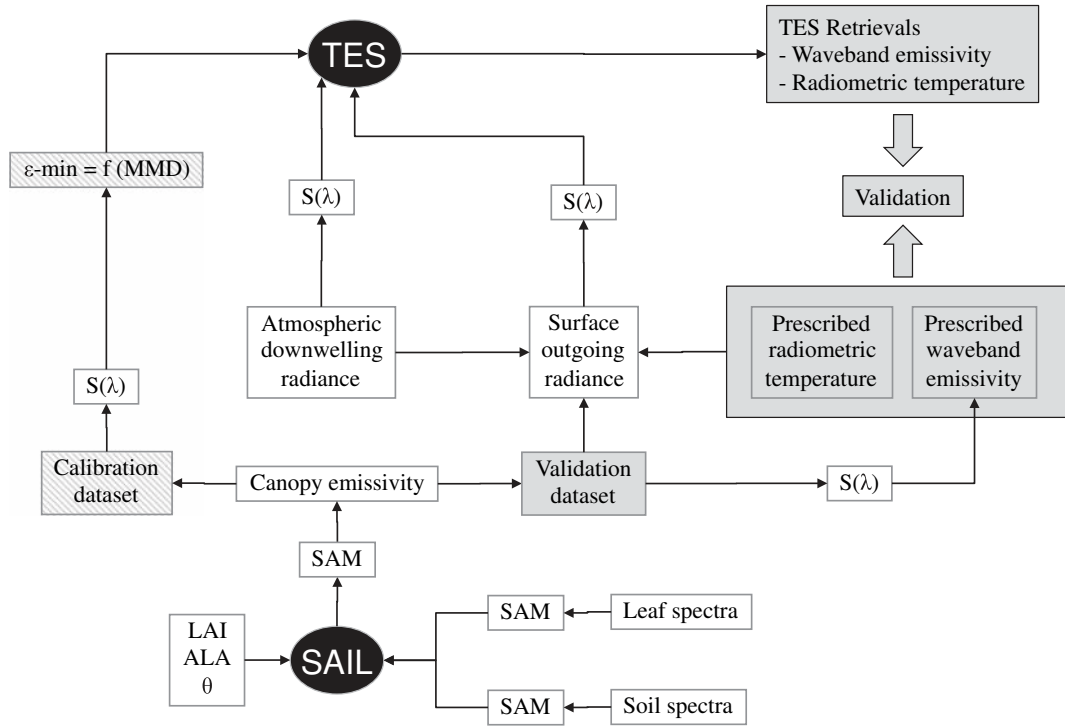 TES
TES Retrievals
- Waveband emissivity
- Radiometric temperature
ε-min = f (MMD)
S(λ)
S(λ)
Validation
Atmospheric
downwelling
radiance
Surface
outgoing
radiance
Prescribed
radiometric
temperature
Prescribed
waveband
emissivity
S(λ)
Calibration
dataset
Canopy emissivity
Validation
dataset
S(λ)
SAM
LAI
ALA
θ
SAIL
SAM
Leaf spectra
SAM
Soil spectra